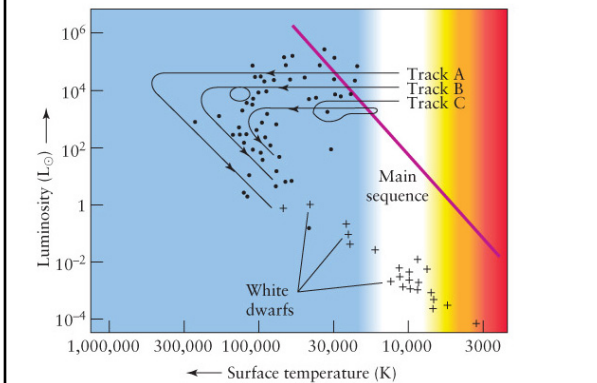 10⁶
Track A
10⁴
Track B
Track C
10²
Main
sequence
1
10⁻²
White
dwarfs
10⁻⁴
Luminosity (L⊙) →
1,000,000 300,000 100,000 30,000 10,000 3000
← Surface temperature (K)